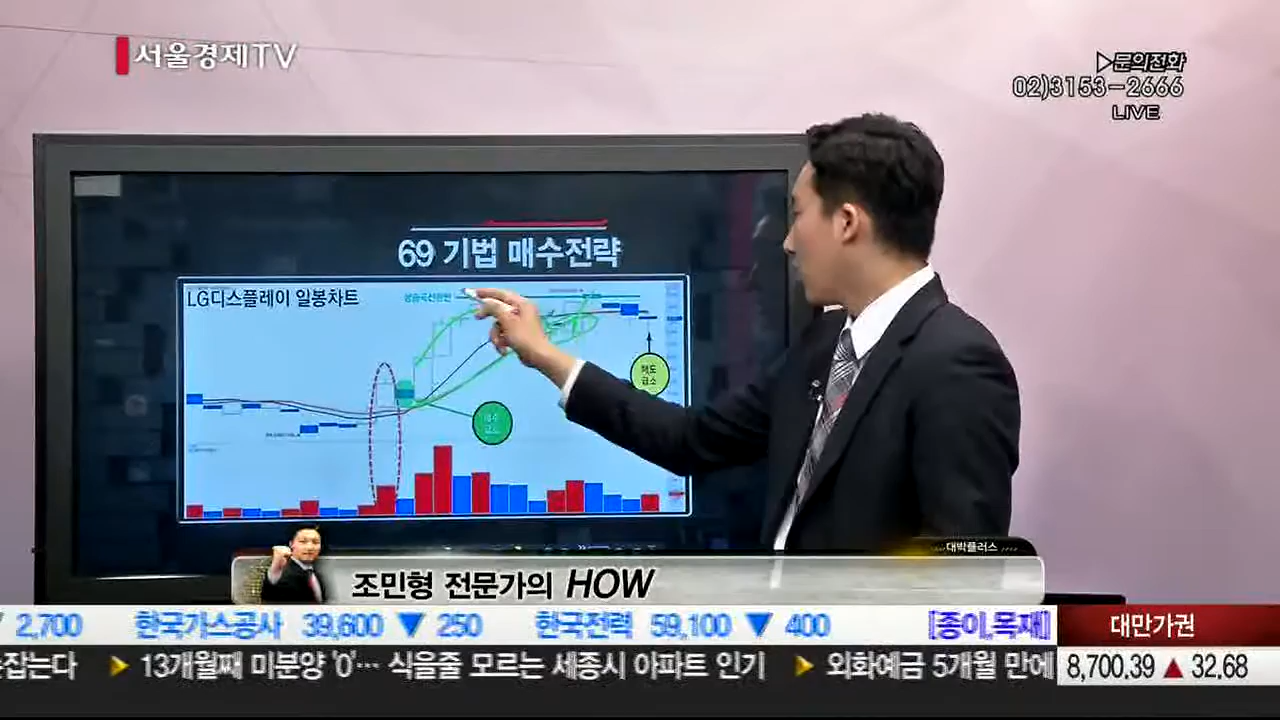 서울경제TV
▷문의전화
02)3153-2666
LIVE
69 기법 매수전략
LG디스플레이 일봉차트
매도
급소
대박플러스
조민형 전문가의 HOW
2,700 한국가스공사 39,600 ▼ 250 한국전력 59,100 ▼ 400 [종이,목재]
대만가권
잡는다 ▶ 13개월째 미분양 '0'… 식을줄 모르는 세종시 아파트 인기 ▶ 외화예금 5개월 만에
8,700.39 ▲ 32.68